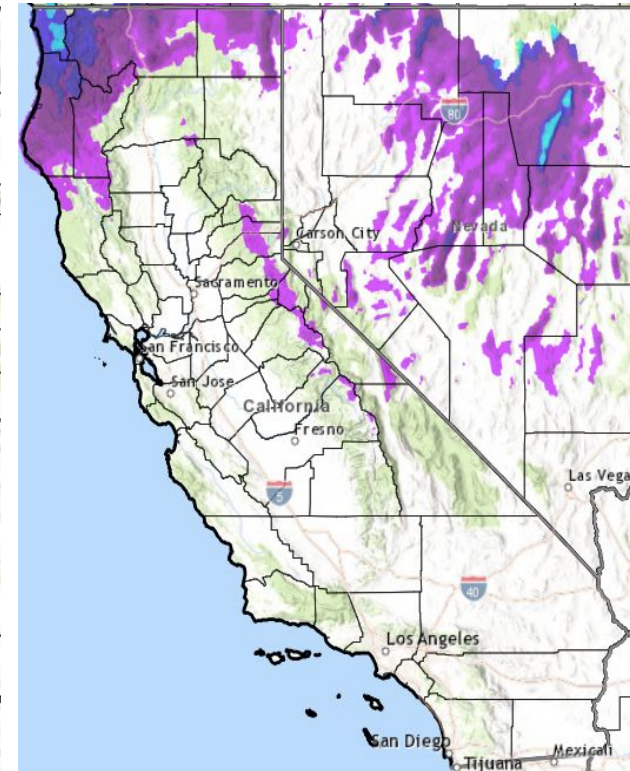 80
Nevada
Carson City
Sacramento
San Francisco
San Jose
California
Fresno
5
Las Vega
40
Los Angeles
San Diego
Tijuana
Mexicali